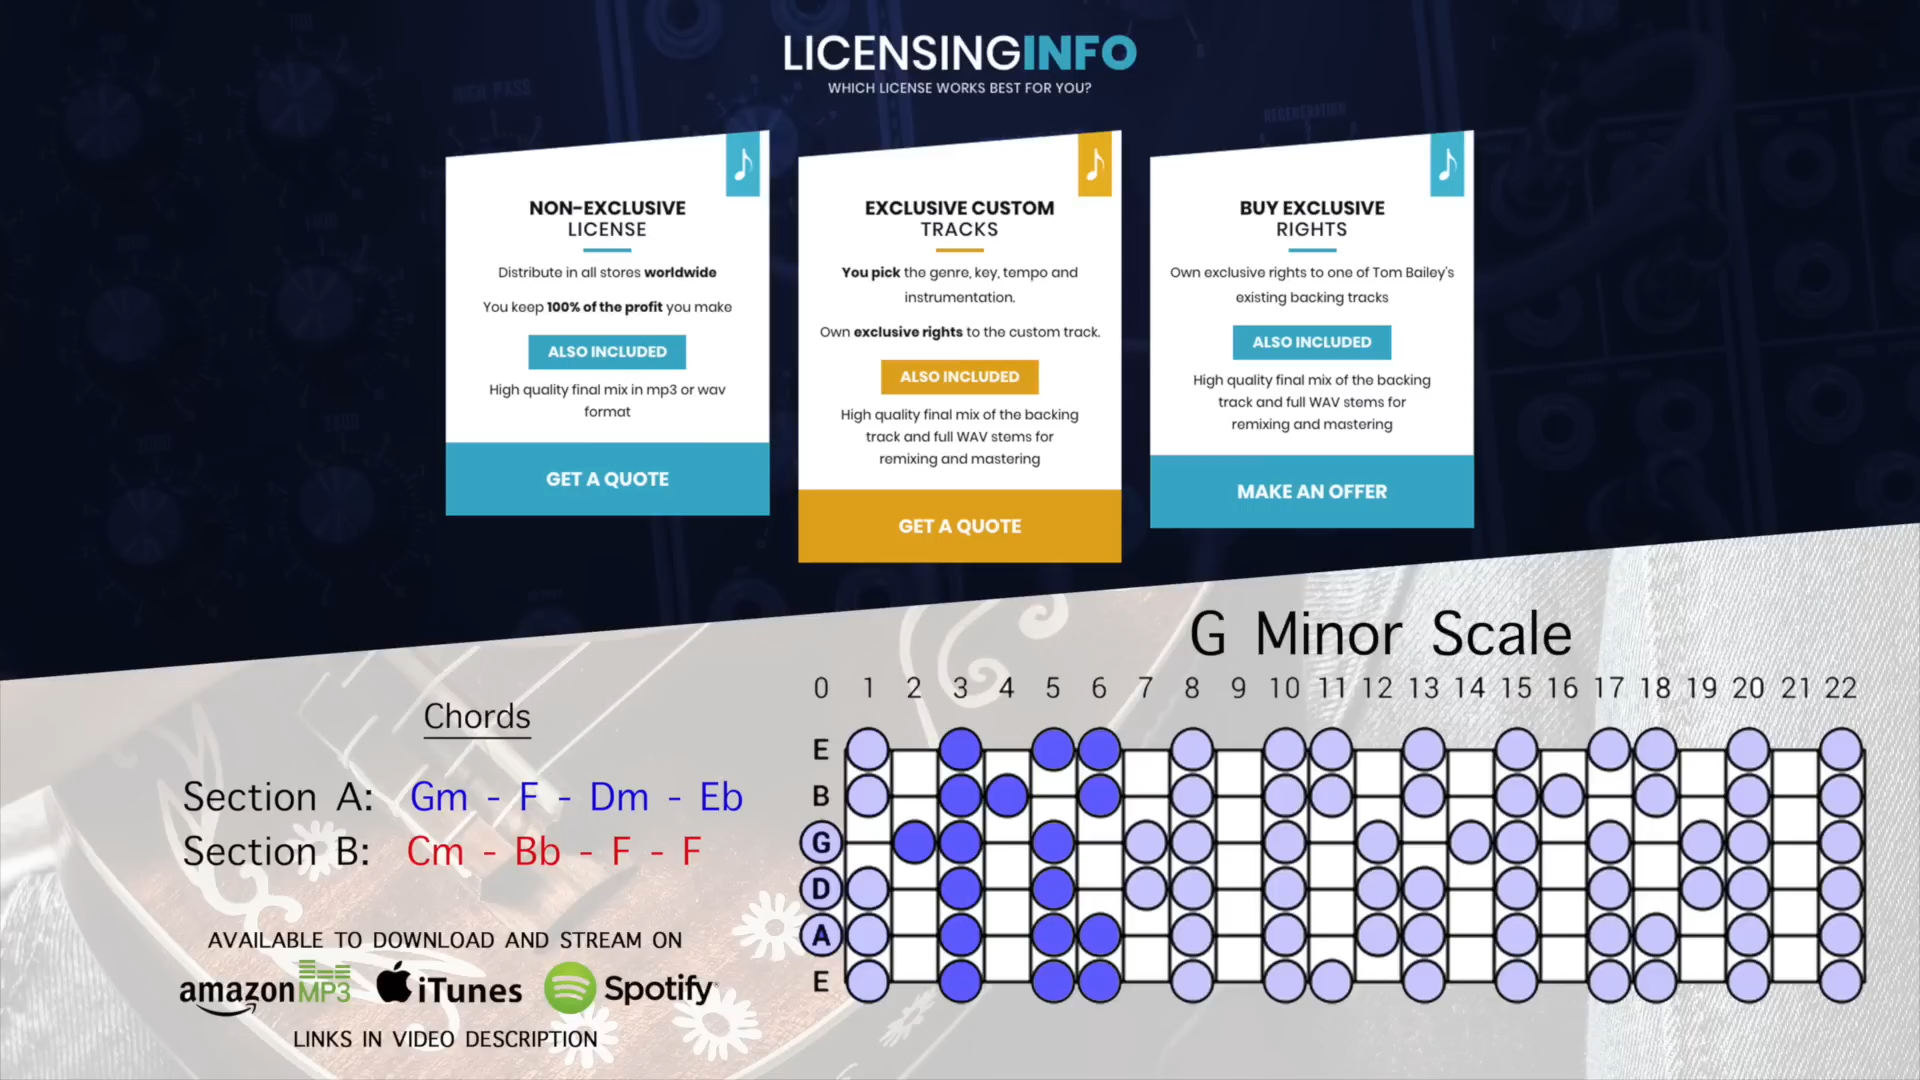 LICENSINGINFO
WHICH LICENSE WORKS BEST FOR YOU?
NON-EXCLUSIVE
LICENSE
Distribute in all stores worldwide
You keep 100% of the profit you make
ALSO INCLUDED
High quality final mix in mp3 or wav
format
GET A QUOTE
EXCLUSIVE CUSTOM
TRACKS
You pick the genre, key, tempo and
instrumentation.
Own exclusive rights to the custom track.
ALSO INCLUDED
High quality final mix of the backing
track and full WAV stems for
remixing and mastering
GET A QUOTE
BUY EXCLUSIVE
RIGHTS
Own exclusive rights to one of Tom Bailey's
existing backing tracks
ALSO INCLUDED
High quality final mix of the backing
track and full WAV stems for
remixing and mastering
MAKE AN OFFER
Chords
Section A: Gm - F - Dm - Eb
Section B: Cm - Bb - F - F
AVAILABLE TO DOWNLOAD AND STREAM ON
amazonMP3 iTunes Spotify
LINKS IN VIDEO DESCRIPTION
G Minor Scale
0 1 2 3 4 5 6 7 8 9 10 11 12 13 14 15 16 17 18 19 20 21 22
E
B
G
D
A
E